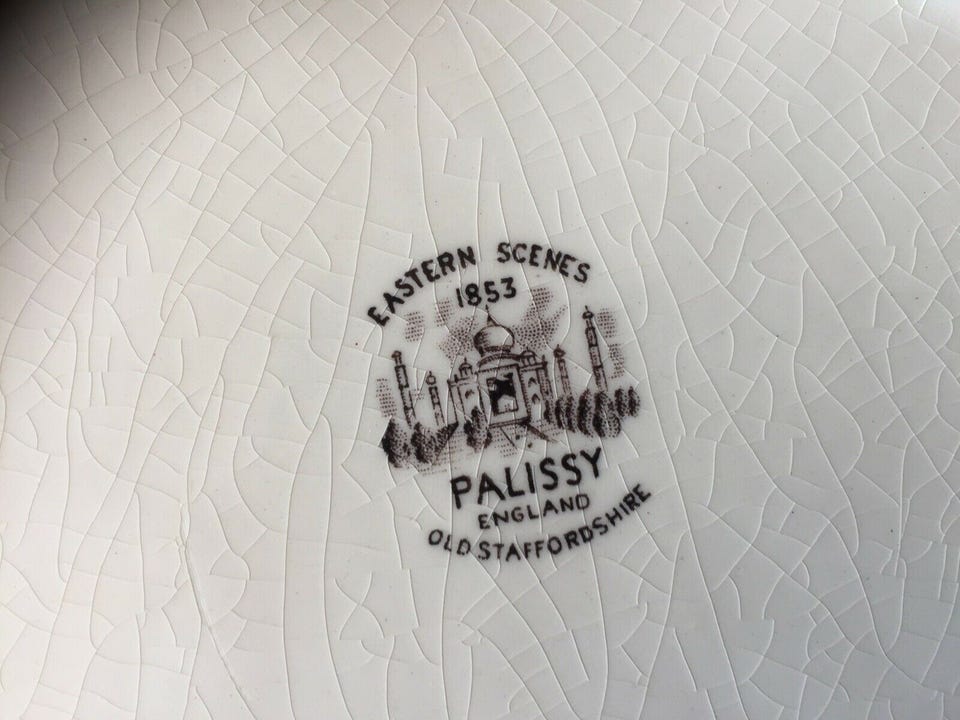 EASTERN SCENES
1853
PALISSY
ENGLAND
OLD STAFFORDSHIRE